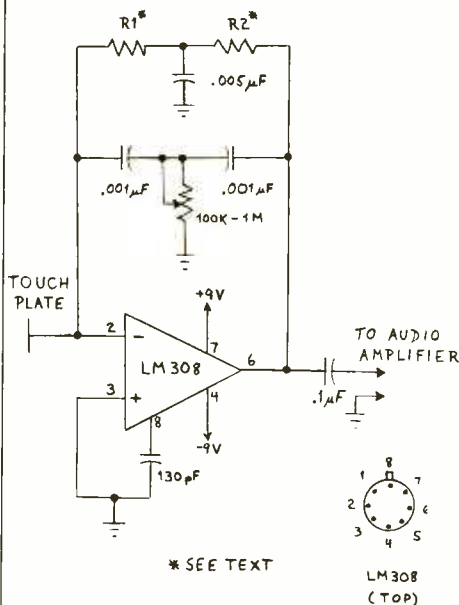 R1* R2*
.005µF
.001µF .001µF
100K-1M
TOUCH
PLATE
+9V
TO AUDIO
AMPLIFIER
2 - 7
LM308 6
3 + 4
.1µF
8
-9V
130pF
8
1 7
2 6
3 5
4
* SEE TEXT
LM308
(TOP)